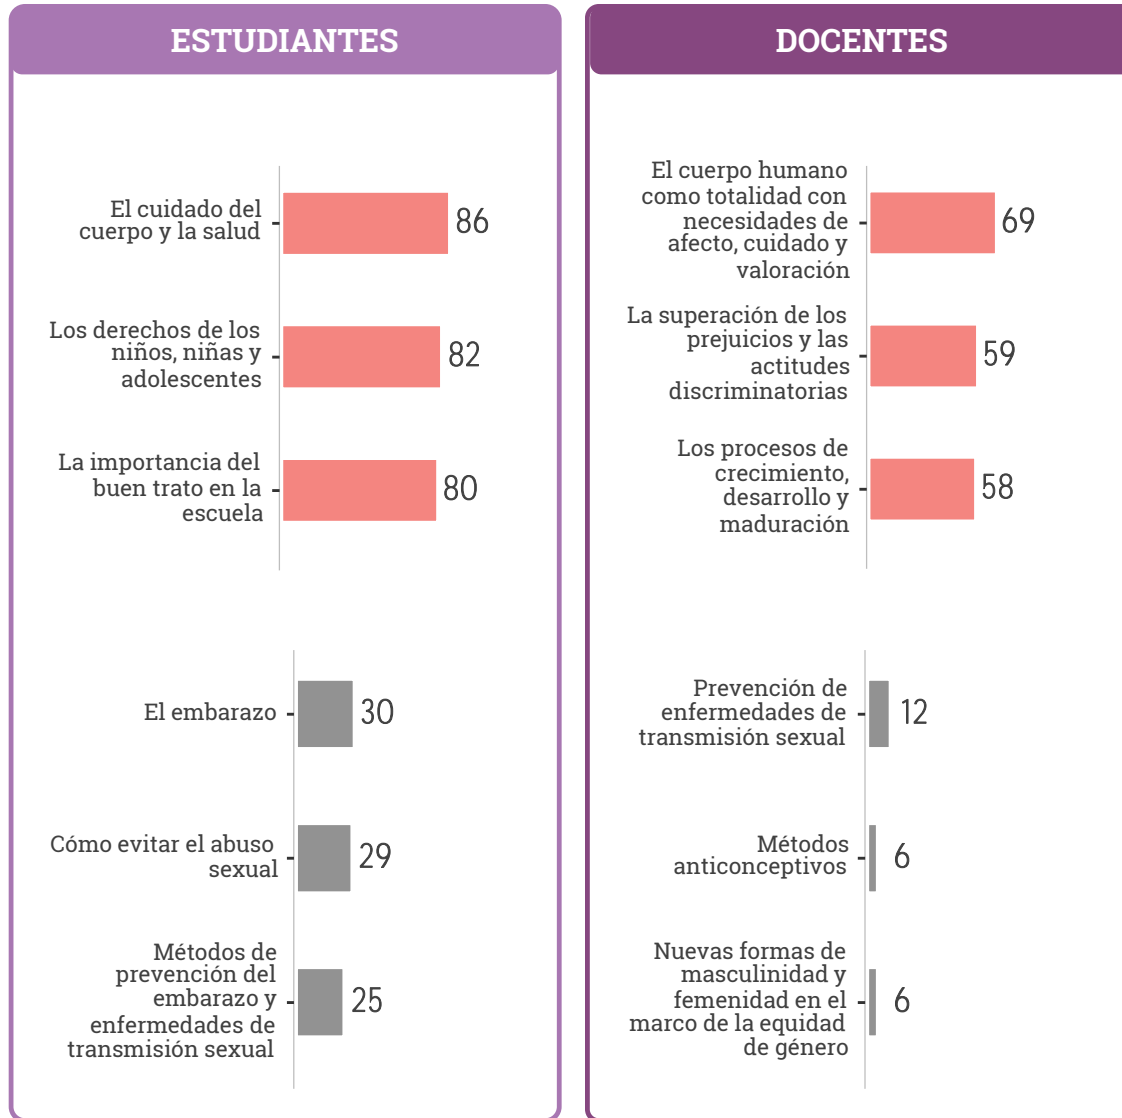 ESTUDIANTES
El cuidado del
cuerpo y la salud
86
Los derechos de los
niños, niñas y
adolescentes
82
La importancia del
buen trato en la
escuela
80
El embarazo
30
Cómo evitar el abuso
sexual
29
Métodos de
prevención del
embarazo y
enfermedades de
transmisión sexual
25
DOCENTES
El cuerpo humano
como totalidad con
necesidades de
afecto, cuidado y
valoración
69
La superación de los
prejuicios y las
actitudes
discriminatorias
59
Los procesos de
crecimiento,
desarrollo y
maduración
58
Prevención de
enfermedades de
transmisión sexual
12
Métodos
anticonceptivos
6
Nuevas formas de
masculinidad y
femenidad en el
marco de la equidad
de género
6